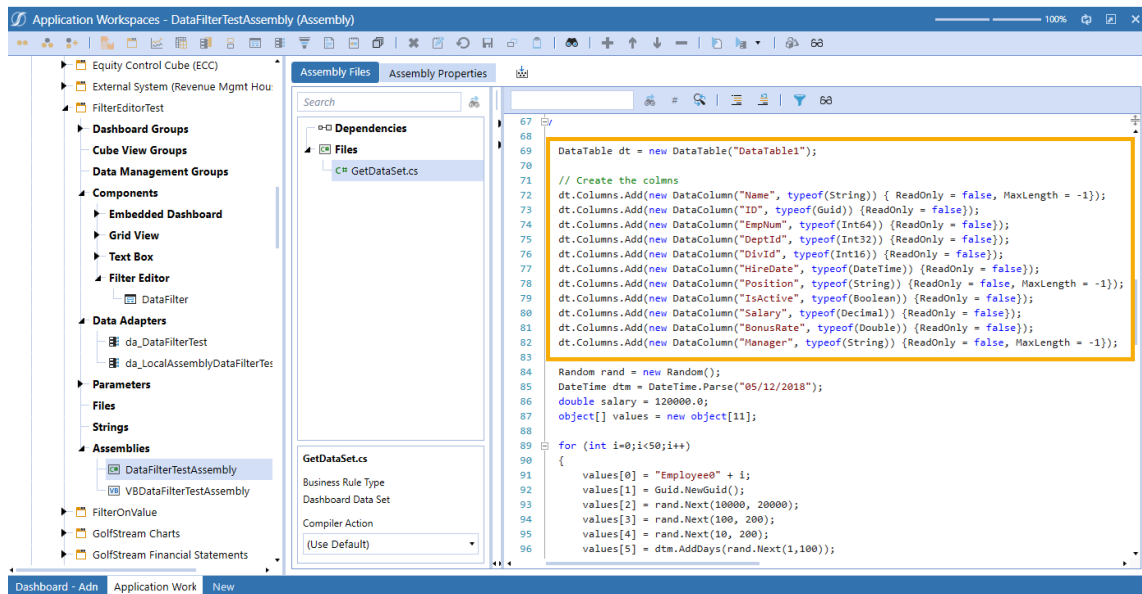 Application Workspaces - DataFilterTestAssembly (Assembly)
100%
Equity Control Cube (ECC)
External System (Revenue Mgmt Hou
FilterEditorTest
Dashboard Groups
Cube View Groups
Data Management Groups
Components
Embedded Dashboard
Grid View
Text Box
Filter Editor
DataFilter
Data Adapters
da_DataFilterTest
da_LocalAssemblyDataFilterTes
Parameters
Files
Strings
Assemblies
DataFilterTestAssembly
VB VBDataFilterTestAssembly
FilterOnValue
GolfStream Charts
GolfStream Financial Statements
Assembly Files Assembly Properties
Search
Dependencies
Files
C# GetDataSet.cs
GetDataSet.cs
Business Rule Type
Dashboard Data Set
Compiler Action
(Use Default)
67 /
68
69 DataTable dt = new DataTable("DataTable1");
70
71 // Create the colmns
72 dt.Columns.Add(new DataColumn("Name", typeof(String)) { ReadOnly = false, MaxLength = -1});
73 dt.Columns.Add(new DataColumn("ID", typeof(Guid)) {ReadOnly = false});
74 dt.Columns.Add(new DataColumn("EmpNum", typeof(Int64)) {ReadOnly = false});
75 dt.Columns.Add(new DataColumn("DeptId", typeof(Int32)) {ReadOnly = false});
76 dt.Columns.Add(new DataColumn("DivId", typeof(Int16)) {ReadOnly = false});
77 dt.Columns.Add(new DataColumn("HireDate", typeof(DateTime)) {ReadOnly = false});
78 dt.Columns.Add(new DataColumn("Position", typeof(String)) {ReadOnly = false, MaxLength = -1});
79 dt.Columns.Add(new DataColumn("IsActive", typeof(Boolean)) {ReadOnly = false});
80 dt.Columns.Add(new DataColumn("Salary", typeof(Decimal)) {ReadOnly = false});
81 dt.Columns.Add(new DataColumn("BonusRate", typeof(Double)) {ReadOnly = false});
82 dt.Columns.Add(new DataColumn("Manager", typeof(String)) {ReadOnly = false, MaxLength = -1});
83
84 Random rand = new Random();
85 DateTime dtm = DateTime.Parse("05/12/2018");
86 double salary = 120000.0;
87 object[] values = new object[11];
88
89 for (int i=0;i<50;i++)
90 {
91 values[0] = "Employee0" + i;
92 values[1] = Guid.NewGuid();
93 values[2] = rand.Next(10000, 20000);
94 values[3] = rand.Next(100, 200);
95 values[4] = rand.Next(10, 200);
96 values[5] = dtm.AddDays(rand.Next(1,100));
Dashboard - Adn Application Work New